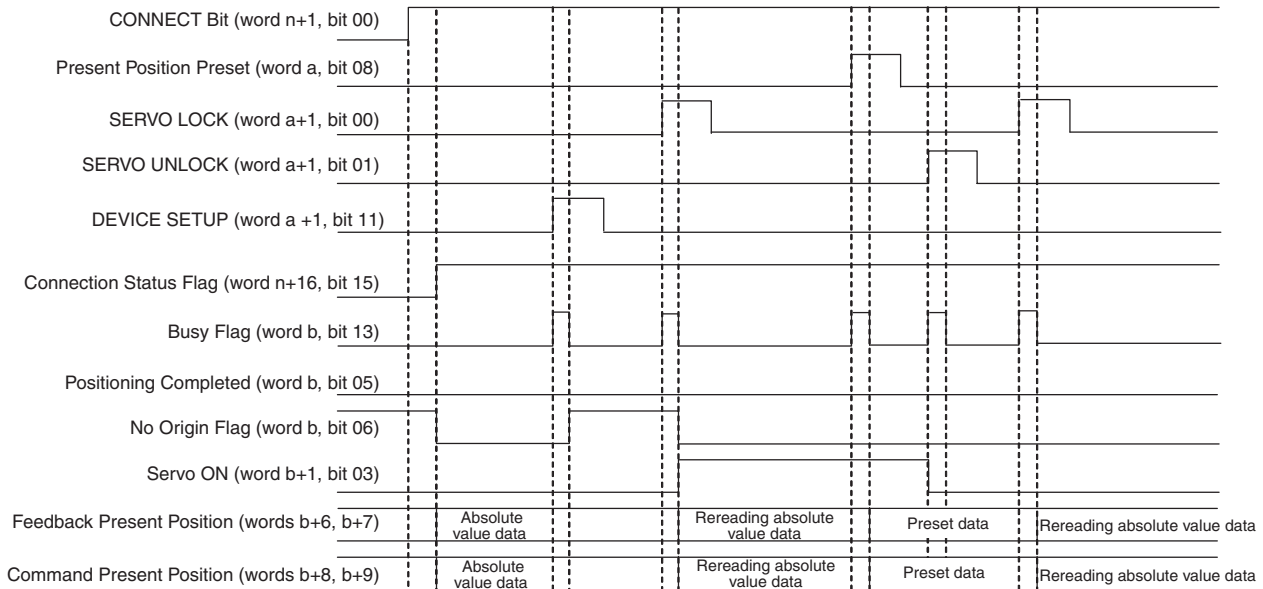 CONNECT Bit (word n+1, bit 00)
Present Position Preset (word a, bit 08)
SERVO LOCK (word a+1, bit 00)
SERVO UNLOCK (word a+1, bit 01)
DEVICE SETUP (word a +1, bit 11)
Connection Status Flag (word n+16, bit 15)
Busy Flag (word b, bit 13)
Positioning Completed (word b, bit 05)
No Origin Flag (word b, bit 06)
Servo ON (word b+1, bit 03)
Feedback Present Position (words b+6, b+7)
Absolute
value data
Rereading absolute
value data
Preset data
Rereading absolute value data
Command Present Position (words b+8, b+9)
Absolute
value data
Rereading absolute
value data
Preset data
Rereading absolute value data